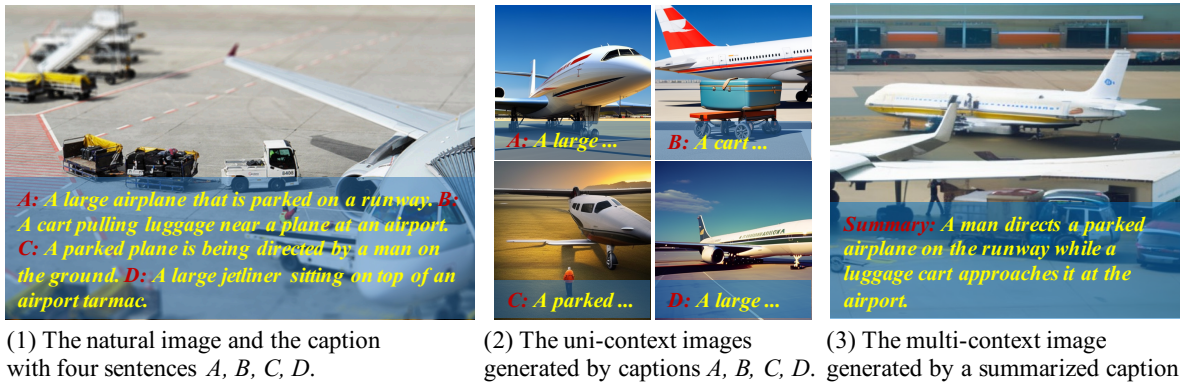 A: A large airplane that is parked on a runway. B:
A cart pulling luggage near a plane at an airport.
C: A parked plane is being directed by a man on
the ground. D: A large jetliner sitting on top of an
airport tarmac.
(1) The natural image and the caption
with four sentences A, B, C, D.
A: A large ...
B: A cart ...
C: A parked ...
D: A large ...
(2) The uni-context images
generated by captions A, B, C, D.
Summary: A man directs a parked
airplane on the runway while a
luggage cart approaches it at the
airport.
(3) The multi-context image
generated by a summarized caption